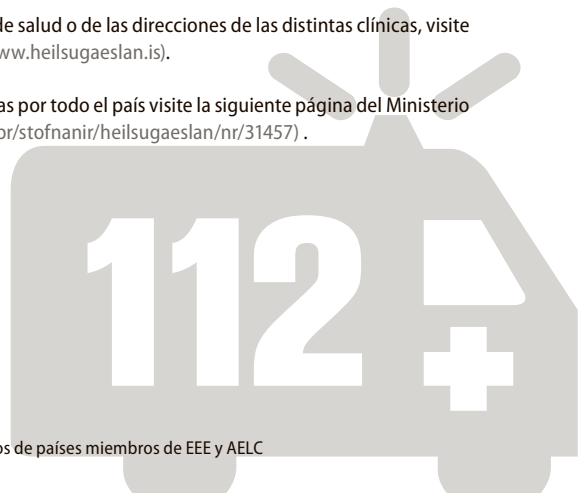 de salud o de las direcciones de las distintas clínicas, visite
ww.heilsugaeslan.is).
as por todo el país visite la siguiente página del Ministerio
or/stofnanir/heilsugaeslan/nr/31457) .
112
os de países miembros de EEE y AELC